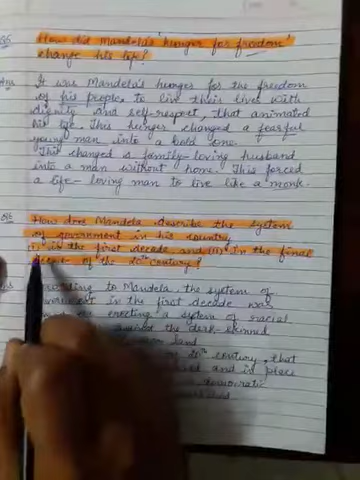 Q5 How did Mandela's 'hunger for freedom'
change his life?
Ans It was Mandela's hunger for the freedom
of his people, to live their lives with
dignity and self-respect, that animated
his life. This hunger changed a fearful
young man into a bold one.
This changed a family-loving husband
into a man without home. This forced
a life-loving man to live like a monk.
How does Mandela describe the system
of government in his country
(i) in the first decade, and (ii) in the final
decade of the 20th century?
According to Mandela, the system of
in the first decade was
erecting a system of racial
against the dark-skinned
own land
20th century, that
and in place
democratic